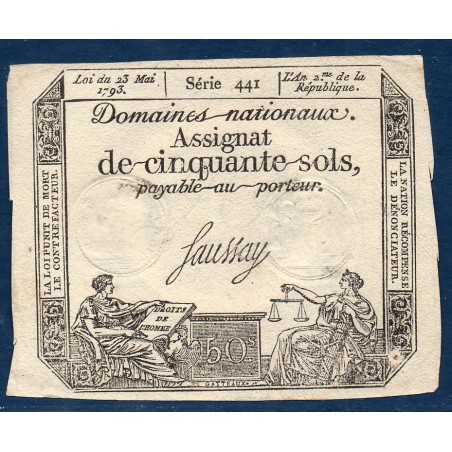 Loi du 23 Mai
1793.
Série 441
L'An 2.me de la
République.
Domaines nationaux.
Assignat
de cinquante sols,
payable au porteur.
LA LOI PUNIT DE MORT
LE CONTREFACTEUR.
LA NATION RÉCOMPENSE
LE DÉNONCIATEUR.
Saussay
DROITS
DE
L'HOMME
50 s
GATTEAUX